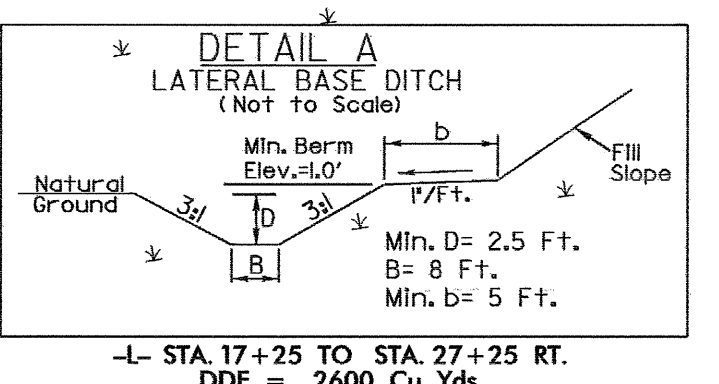 DETAIL A
LATERAL BASE DITCH
(Not to Scale)
Min. Berm
Elev.=1.0'
b
Natural
Ground
3:1
D
3:1
1"/Ft.
Fill
Slope
B
Min. D= 2.5 Ft.
B= 8 Ft.
Min. b= 5 Ft.
-L- STA. 17+25 TO STA. 27+25 RT.
DDE = 2600 Cu. Yds.